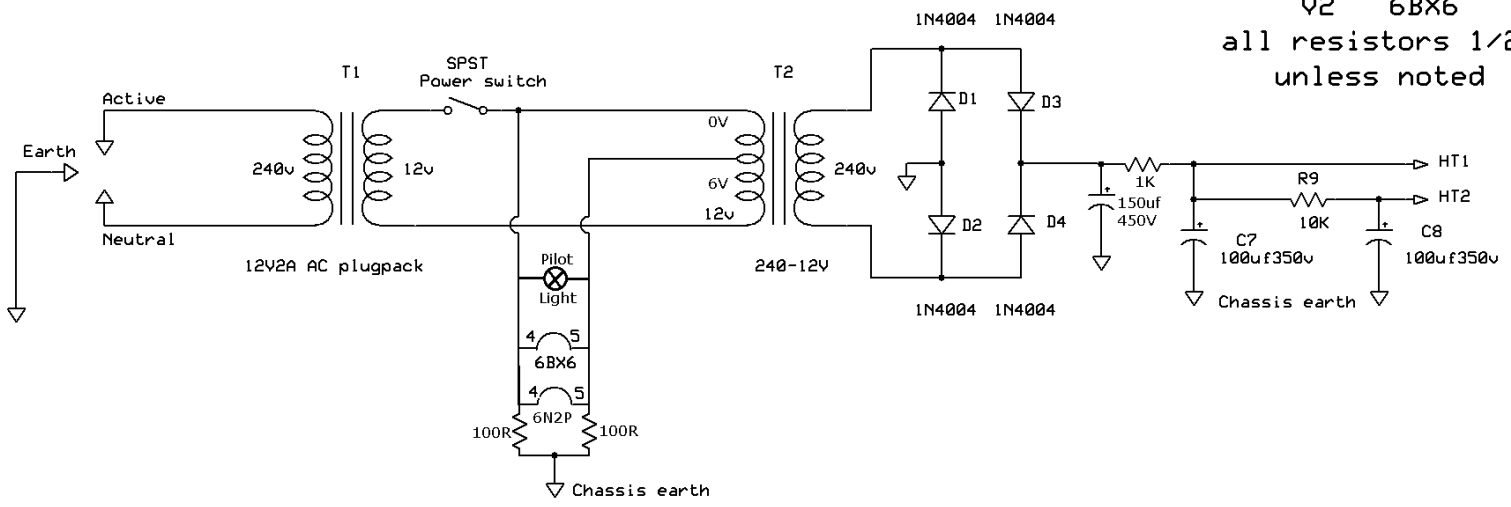 1N4004 1N4004
V2 6BX6
all resistors 1/2
unless noted
T1
SPST
Power switch
T2
Active
Earth
Neutral
240v
12v
12V2A AC plugpack
0V
6V
12v
240v
240-12V
D1
D3
D2
D4
1N4004 1N4004
1K
150uf
450V
HT1
R9
10K
HT2
C7
100uf350v
C8
100uf350v
Chassis earth
Pilot
Light
4 5
6BX6
4 5
6N2P
100R
100R
Chassis earth